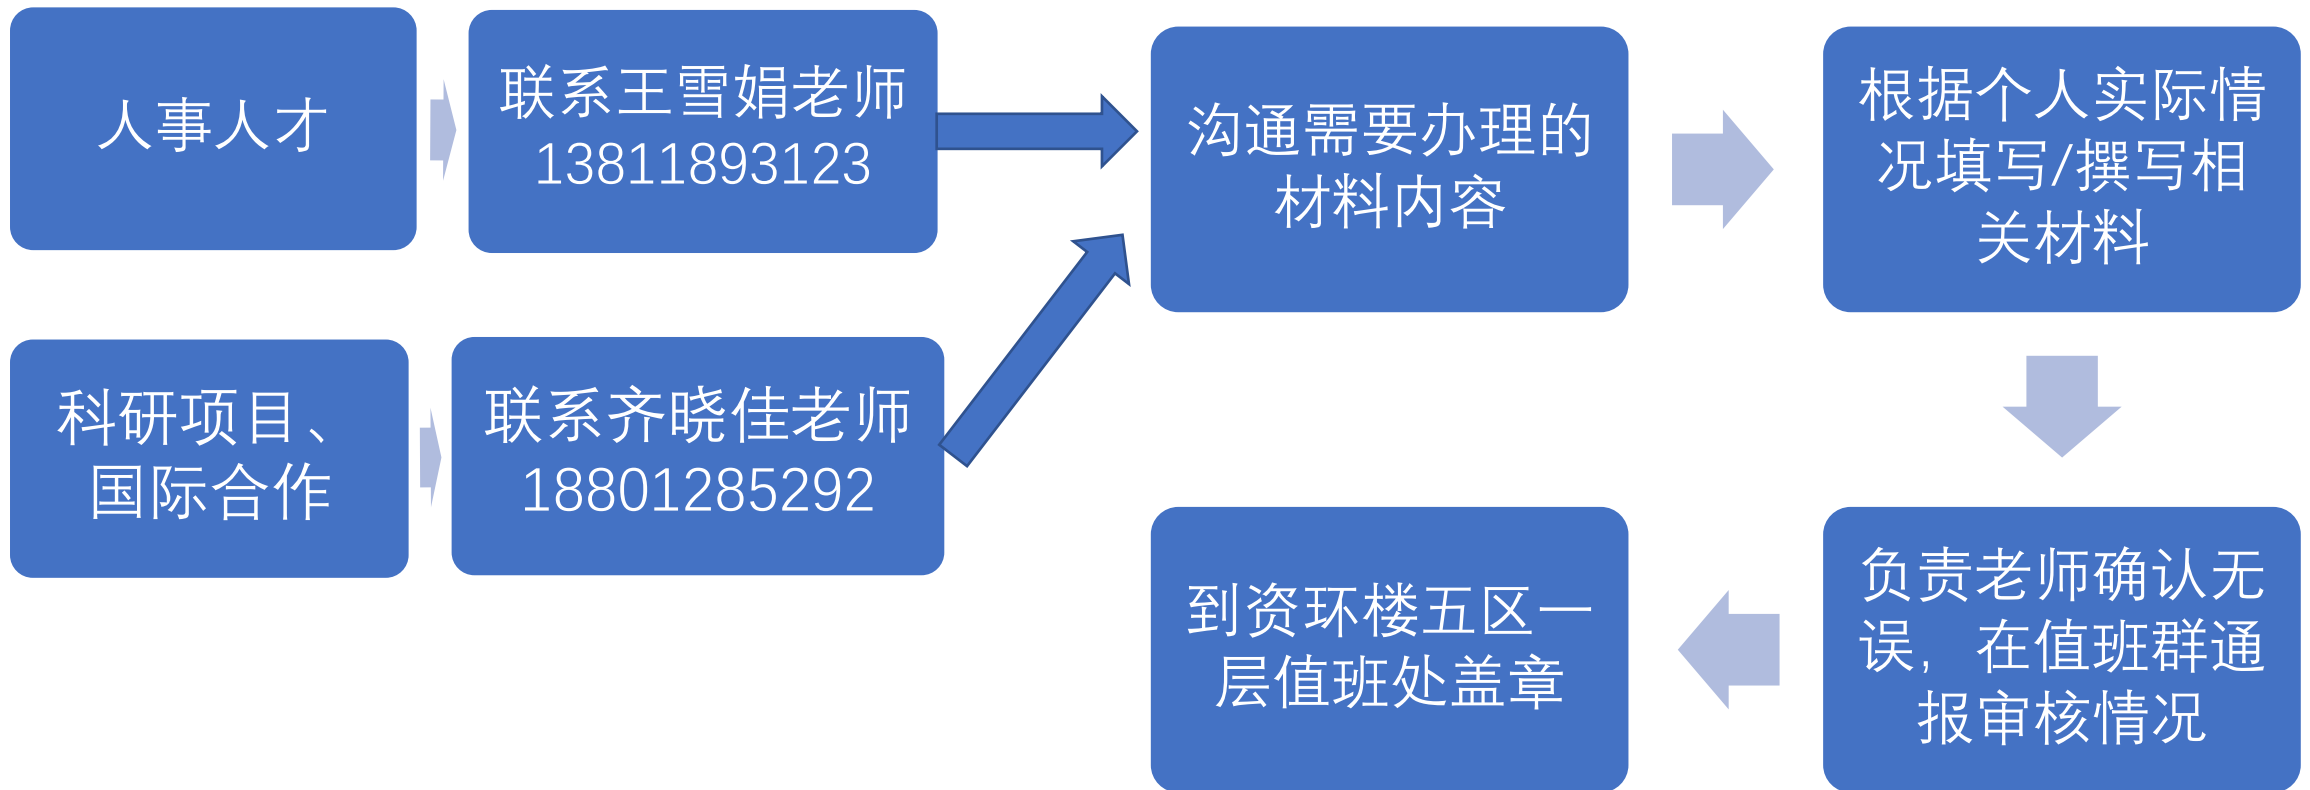 人事人才
联系王雪娟老师
13811893123
科研项目、
国际合作
联系齐晓佳老师
18801285292
沟通需要办理的
材料内容
根据个人实际情
况填写/撰写相
关材料
负责老师确认无
误，在值班群通
报审核情况
到资环楼五区一
层值班处盖章